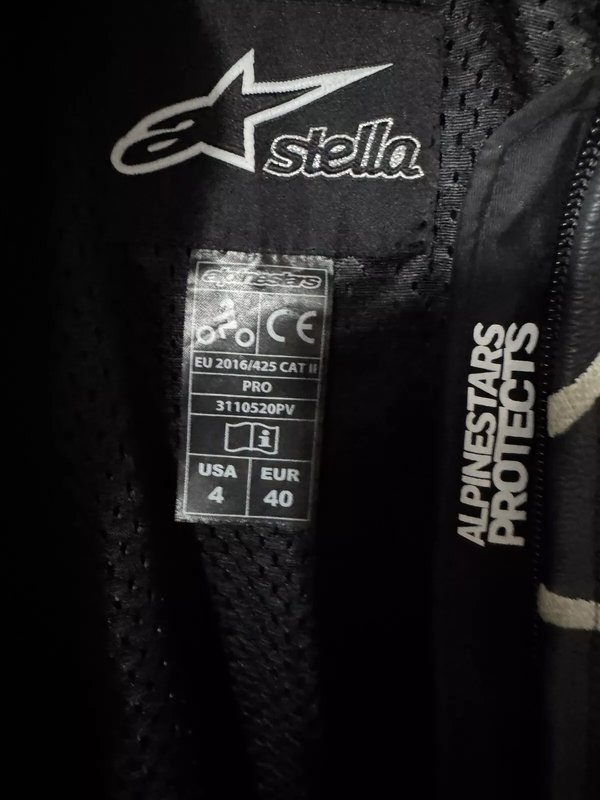 stella
alpinestars
CE
EU 2016/425 CAT II
PRO
3110520PV
i
USA
4
EUR
40
ALPINESTARS
PROTECTS